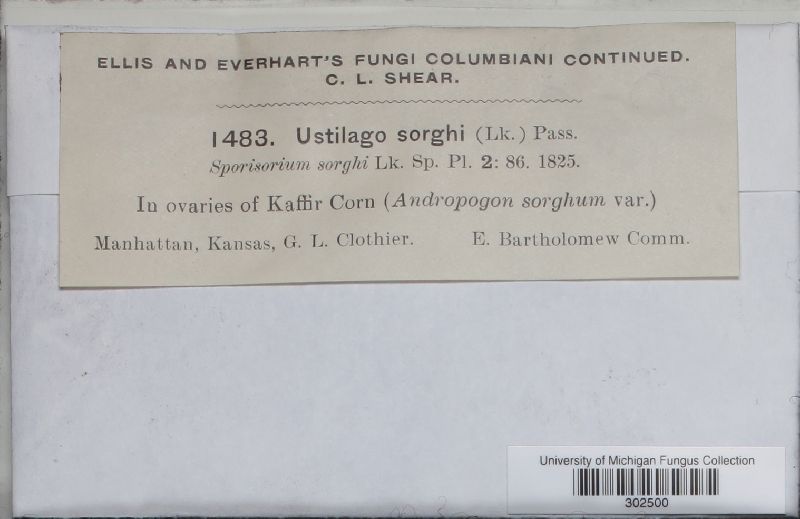 ELLIS AND EVERHART'S FUNGI COLUMBIANI CONTINUED.
C. L. SHEAR.
1483. Ustilago sorghi (Lk.) Pass.
Sporisorium sorghi Lk. Sp. Pl. 2: 86. 1825.
In ovaries of Kaffir Corn (Andropogon sorghum var.)
Manhattan, Kansas, G. L. Clothier. E. Bartholomew Comm.
University of Michigan Fungus Collection
302500